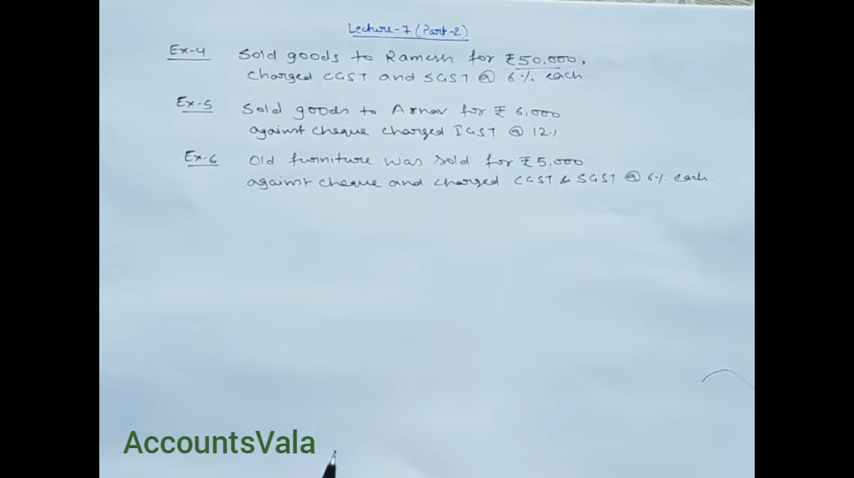 Lecture-7 (Part-2)
Ex-4 Sold goods to Ramesh for ₹50,000,
charged CGST and SGST @ 6% each.
Ex-5 Sold goods to Arnav for ₹ 6,000
against cheque charged IGST @ 12%
Ex-6 Old furniture was sold for ₹5,000
against cheque and charged CGST & SGST @ 6% each.
AccountsVala